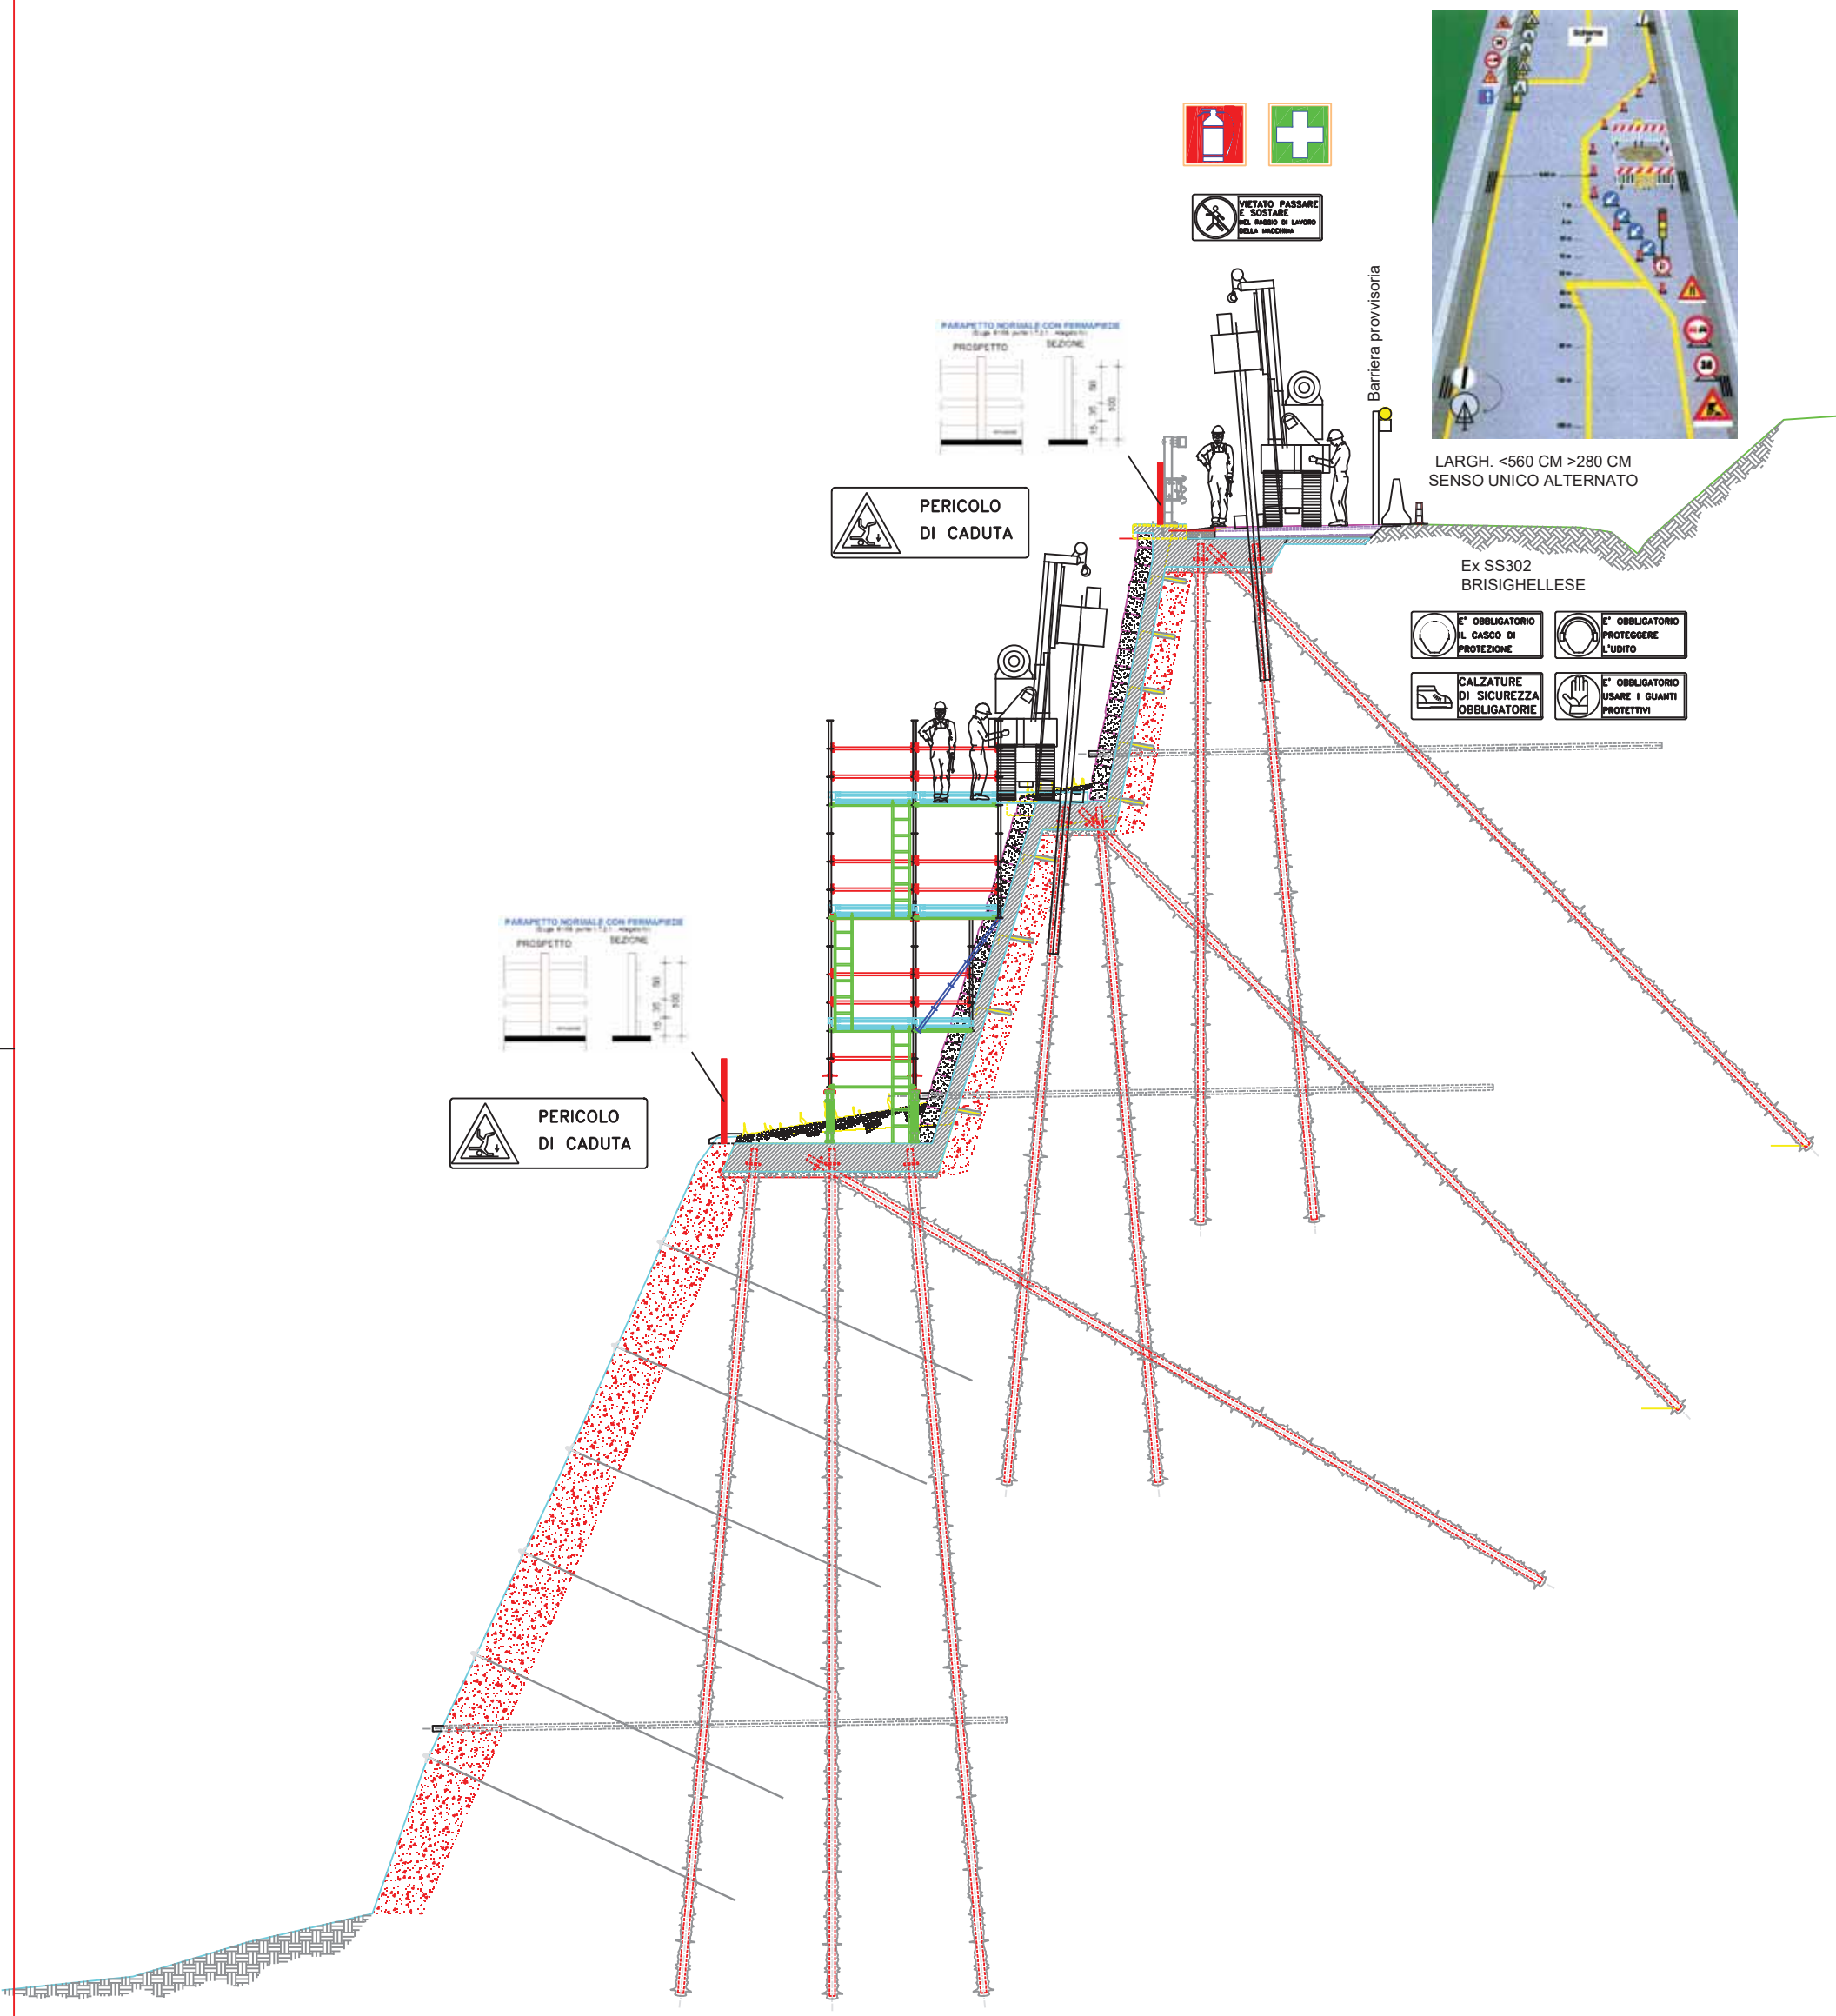 Schema
VIETATO PASSARE
E SOSTARE
NEL RAGGIO DI LAVORO
DELLA MACCHINA
Barriera provvisoria
PARAPETTO NORMALE CON FERMAPIEDE
PROSPETTO
SEZIONE
LARGH. <560 CM >280 CM
SENSO UNICO ALTERNATO
PERICOLO
DI CADUTA
Ex SS302
BRISIGHELLESE
E' OBBLIGATORIO
IL CASCO DI
PROTEZIONE
E' OBBLIGATORIO
PROTEGGERE
L'UDITO
CALZATURE
DI SICUREZZA
OBBLIGATORIE
E' OBBLIGATORIO
USARE I GUANTI
PROTETTIVI
PARAPETTO NORMALE CON FERMAPIEDE
PROSPETTO
SEZIONE
PERICOLO
DI CADUTA